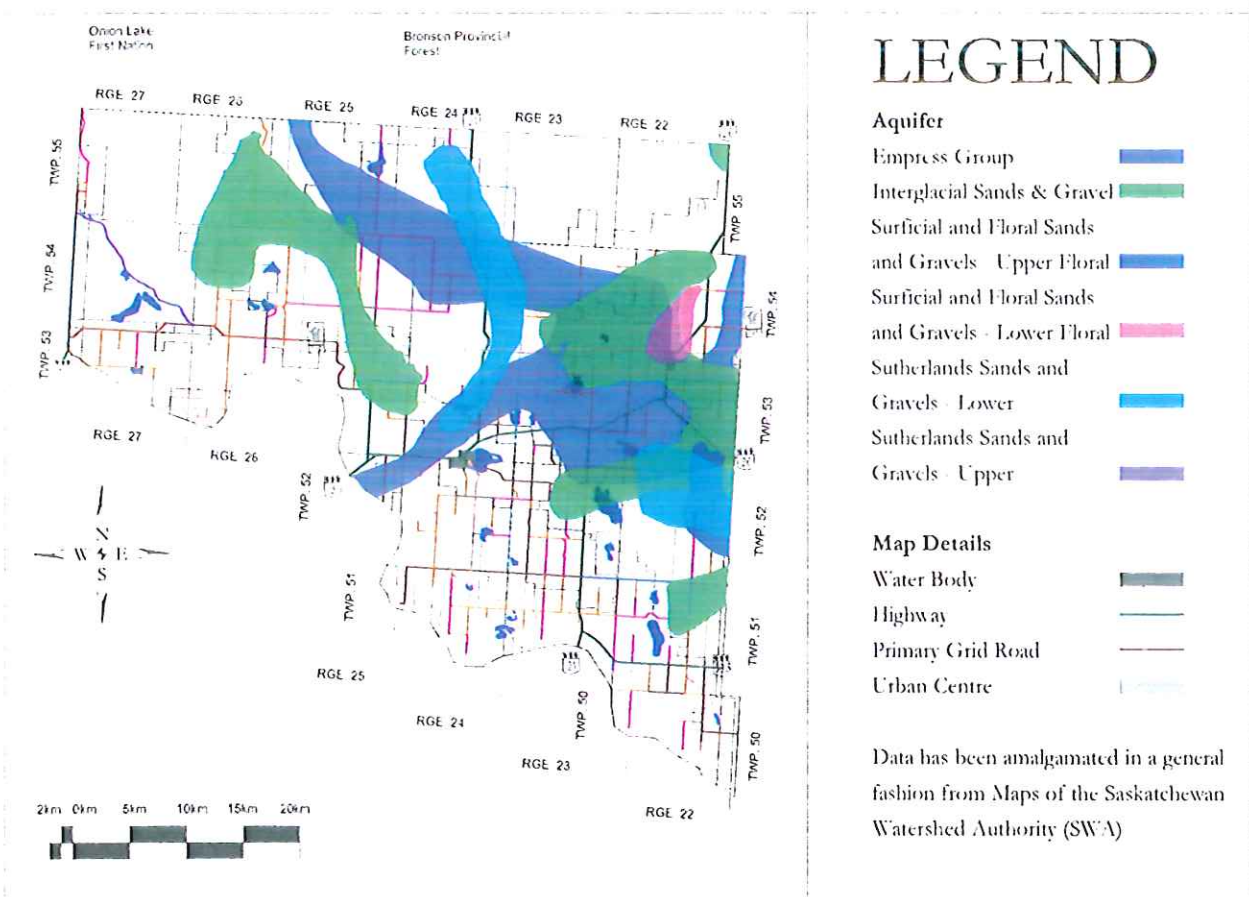 Onion Lake
First Nation
Bronson Provincial
Forest
RGE 27
RGE 23
RGE 25
RGE 24
RGE 23
RGE 22
TWP. 55
TWP. 54
TWP. 53
TWP. 55
TWP. 54
TWP. 53
TWP. 52
TWP. 51
TWP. 50
RGE 27
RGE 26
TWP. 52
TWP. 51
RGE 25
RGE 24
TWP. 50
RGE 23
RGE 22
N
W E
S
2km 0km 5km 10km 15km 20km
LEGEND
Aquifer
Empress Group
Interglacial Sands & Gravel
Surficial and Floral Sands
and Gravels - Upper Floral
Surficial and Floral Sands
and Gravels - Lower Floral
Sutherlands Sands and
Gravels - Lower
Sutherlands Sands and
Gravels - Upper
Map Details
Water Body
Highway
Primary Grid Road
Urban Centre
Data has been amalgamated in a general
fashion from Maps of the Saskatchewan
Watershed Authority (SWA)